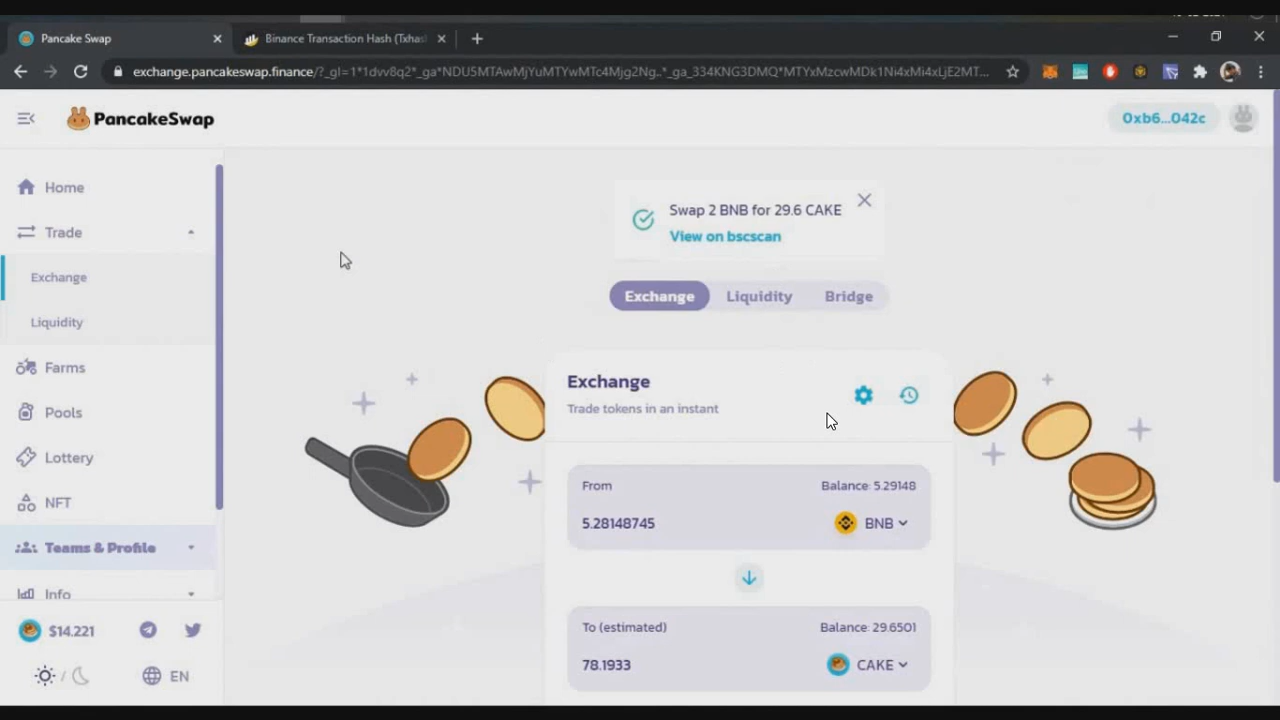 Pancake Swap
Binance Transaction Hash (Txhas
exchange.pancakeswap.finance/?_gl=1*1dvv8q2*_ga*NDU5MTAwMjYuMTYwMTc4Mjg2Ng..*_ga_334KNG3DMQ*MTYxMzcwMDk1Ni4xMi4xLjE2MT...
PancakeSwap
0xb6...042c
Home
Trade
Exchange
Liquidity
Farms
Pools
Lottery
NFT
Teams & Profile
Info
$14.221
EN
Swap 2 BNB for 29.6 CAKE
View on bscscan
Exchange Liquidity Bridge
Exchange
Trade tokens in an instant
From Balance: 5.29148
5.28148745 BNB
To (estimated) Balance: 29.6501
78.1933 CAKE